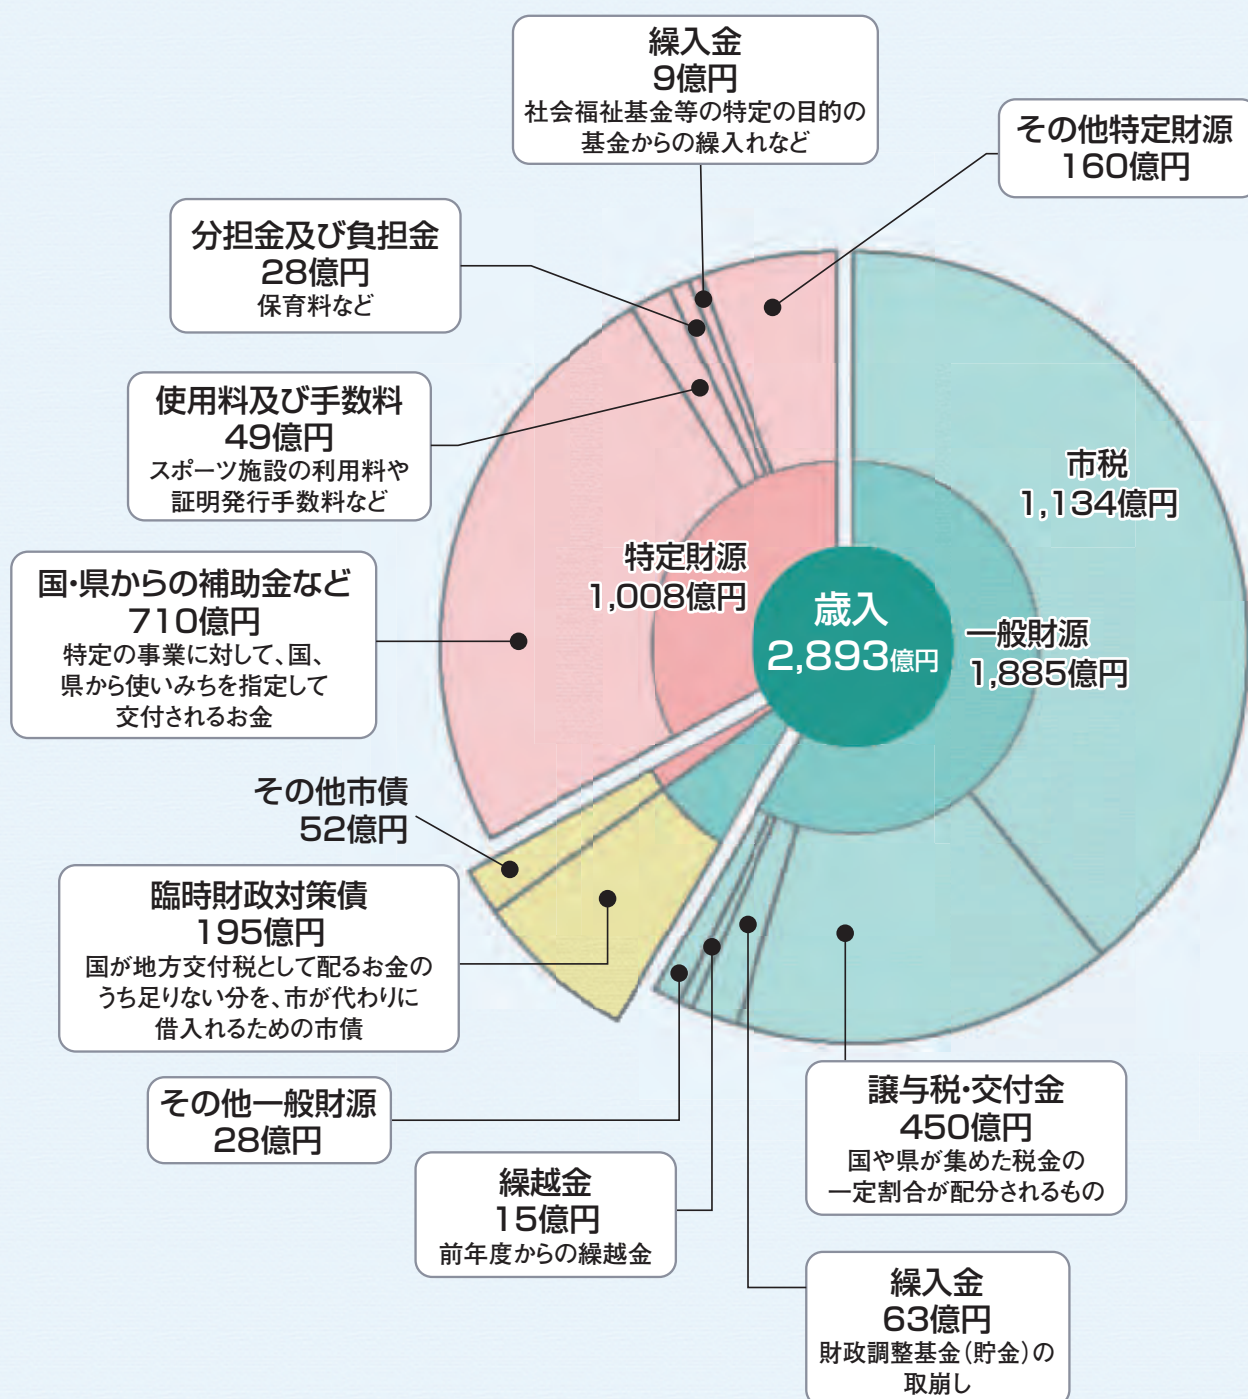 繰入金
9億円
社会福祉基金等の特定の目的の
基金からの繰入れなど
その他特定財源
160億円
分担金及び負担金
28億円
保育料など
使用料及び手数料
49億円
スポーツ施設の利用料や
証明発行手数料など
国・県からの補助金など
710億円
特定の事業に対して、国、
県から使いみちを指定して
交付されるお金
市税
1,134億円
特定財源
1,008億円
歳入
2,893億円
一般財源
1,885億円
その他市債
52億円
臨時財政対策債
195億円
国が地方交付税として配るお金の
うち足りない分を、市が代わりに
借入れるための市債
その他一般財源
28億円
繰越金
15億円
前年度からの繰越金
譲与税・交付金
450億円
国や県が集めた税金の
一定割合が配分されるもの
繰入金
63億円
財政調整基金(貯金)の
取崩し